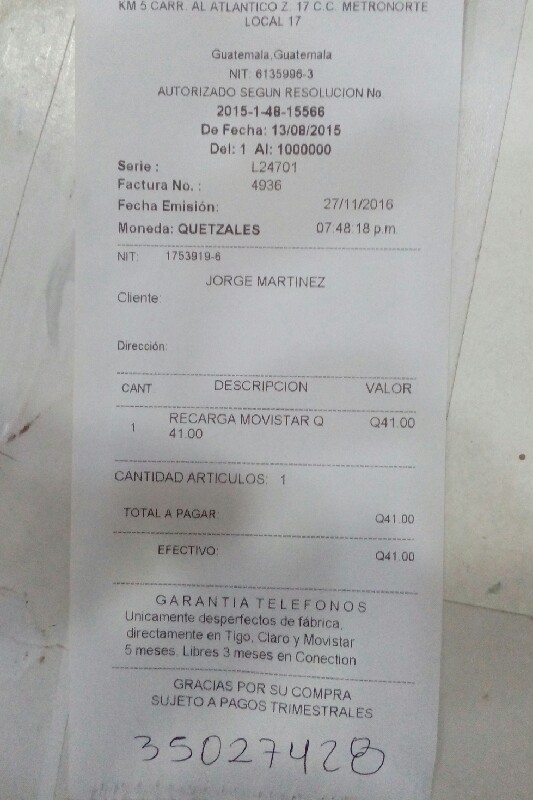 KM 5 CARR. AL ATLANTICO Z. 17 C.C. METRONORTE
LOCAL 17
Guatemala,Guatemala
NIT: 6135996-3
AUTORIZADO SEGUN RESOLUCION No.
2015-1-48-15566
De Fecha: 13/08/2015
Del: 1 Al: 1000000
Serie : L24701
Factura No. : 4936
Fecha Emisión: 27/11/2016
Moneda: QUETZALES 07:48:18 p.m.
NIT: 1753919-6
JORGE MARTINEZ
Cliente:
Dirección:
CANT. DESCRIPCION VALOR
1 RECARGA MOVISTAR Q Q41.00
41.00
CANTIDAD ARTICULOS: 1
TOTAL A PAGAR: Q41.00
EFECTIVO: Q41.00
GARANTIA TELEFONOS
Unicamente desperfectos de fábrica,
directamente en Tigo, Claro y Movistar
5 meses. Libres 3 meses en Conection
GRACIAS POR SU COMPRA
SUJETO A PAGOS TRIMESTRALES
35027428